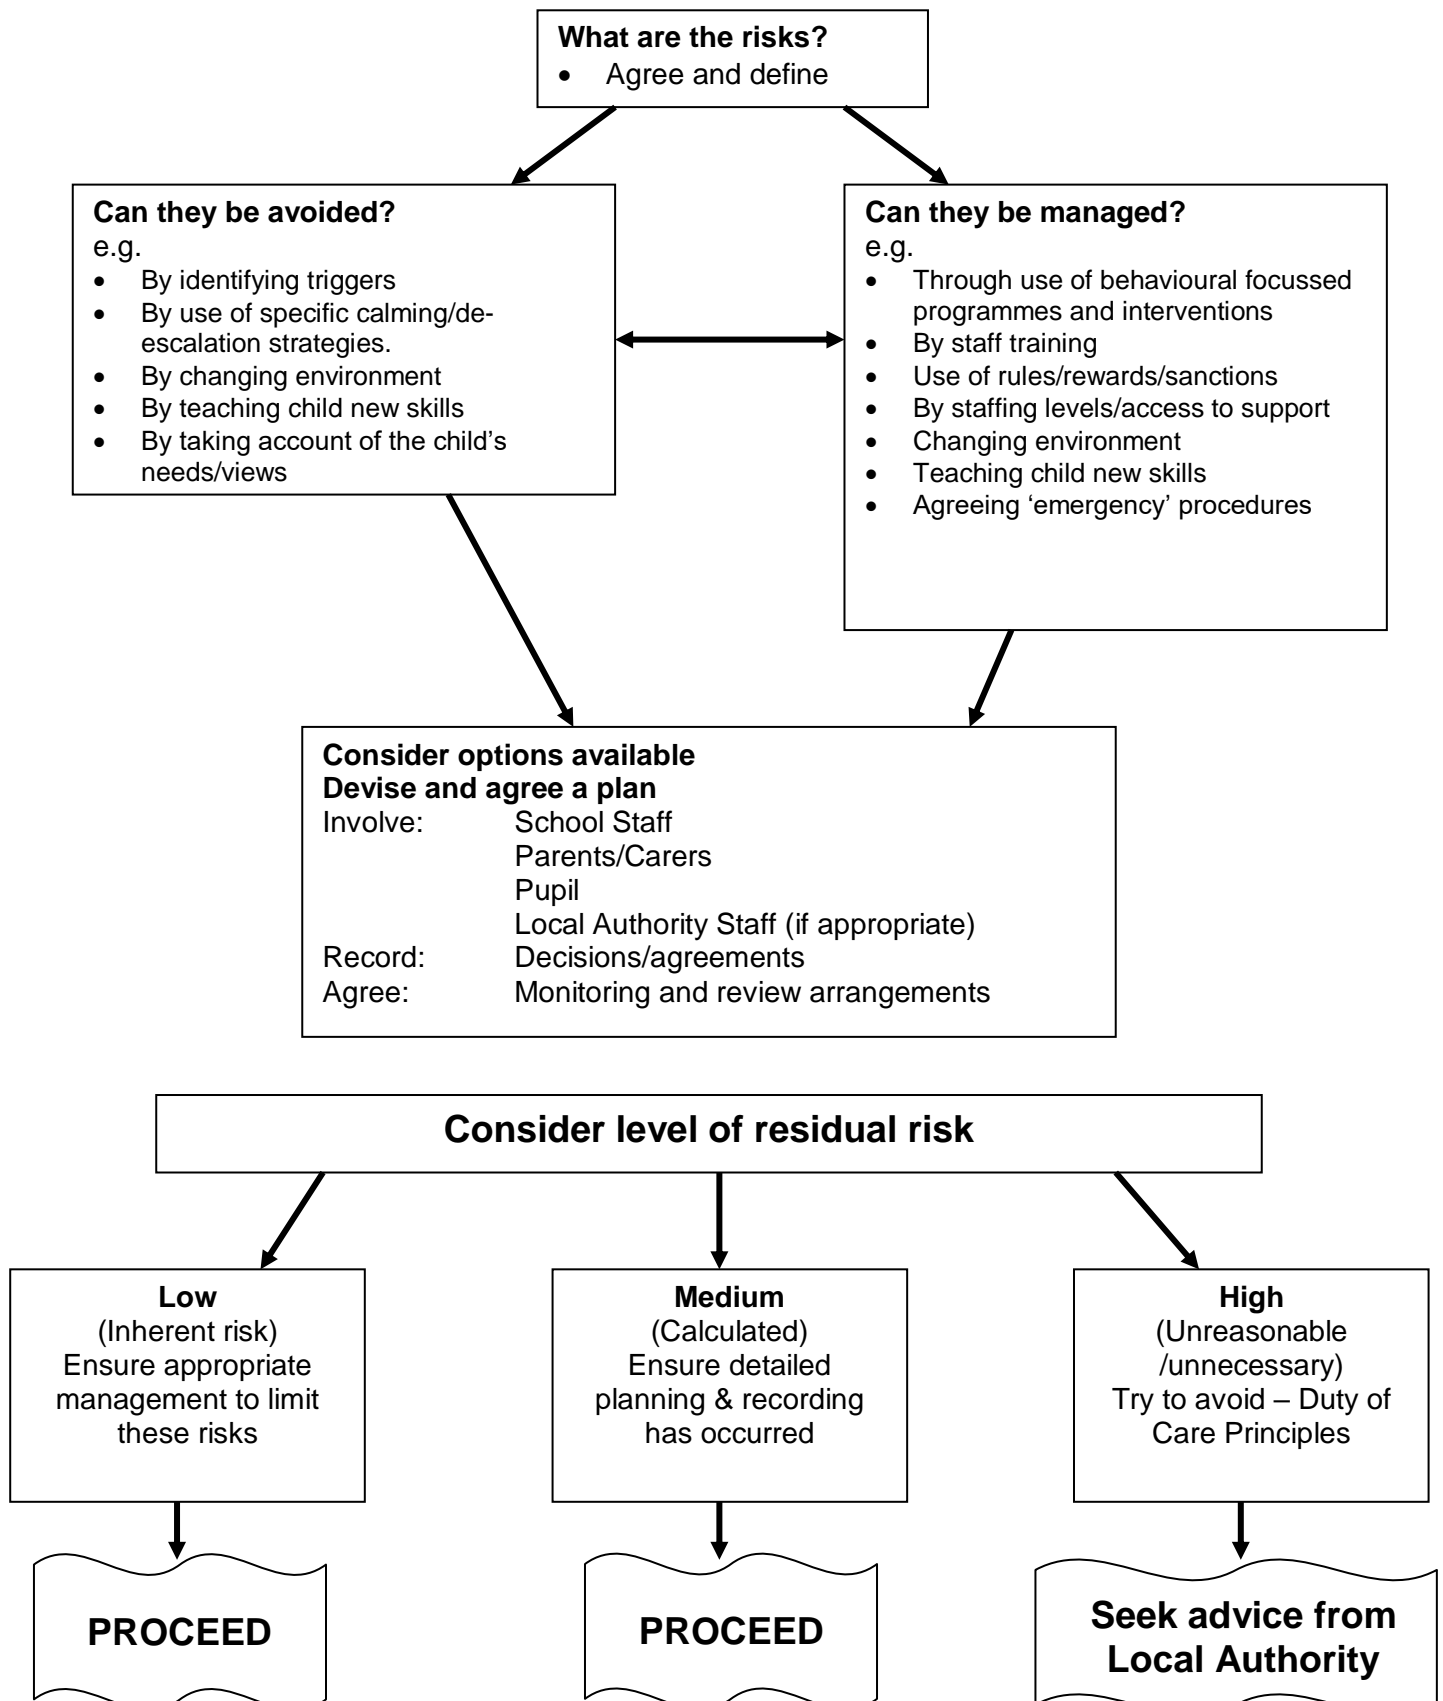 What are the risks?
• Agree and define
Can they be avoided?
e.g.
• By identifying triggers
• By use of specific calming/de-
escalation strategies.
• By changing environment
• By teaching child new skills
• By taking account of the child’s
needs/views
Can they be managed?
e.g.
• Through use of behavioural focussed
programmes and interventions
• By staff training
• Use of rules/rewards/sanctions
• By staffing levels/access to support
• Changing environment
• Teaching child new skills
• Agreeing ‘emergency’ procedures
Consider options available
Devise and agree a plan
Involve: School Staff
Parents/Carers
Pupil
Local Authority Staff (if appropriate)
Record: Decisions/agreements
Agree: Monitoring and review arrangements
Consider level of residual risk
Low
(Inherent risk)
Ensure appropriate
management to limit
these risks
Medium
(Calculated)
Ensure detailed
planning & recording
has occurred
High
(Unreasonable
/unnecessary)
Try to avoid – Duty of
Care Principles
PROCEED
PROCEED
Seek advice from
Local Authority